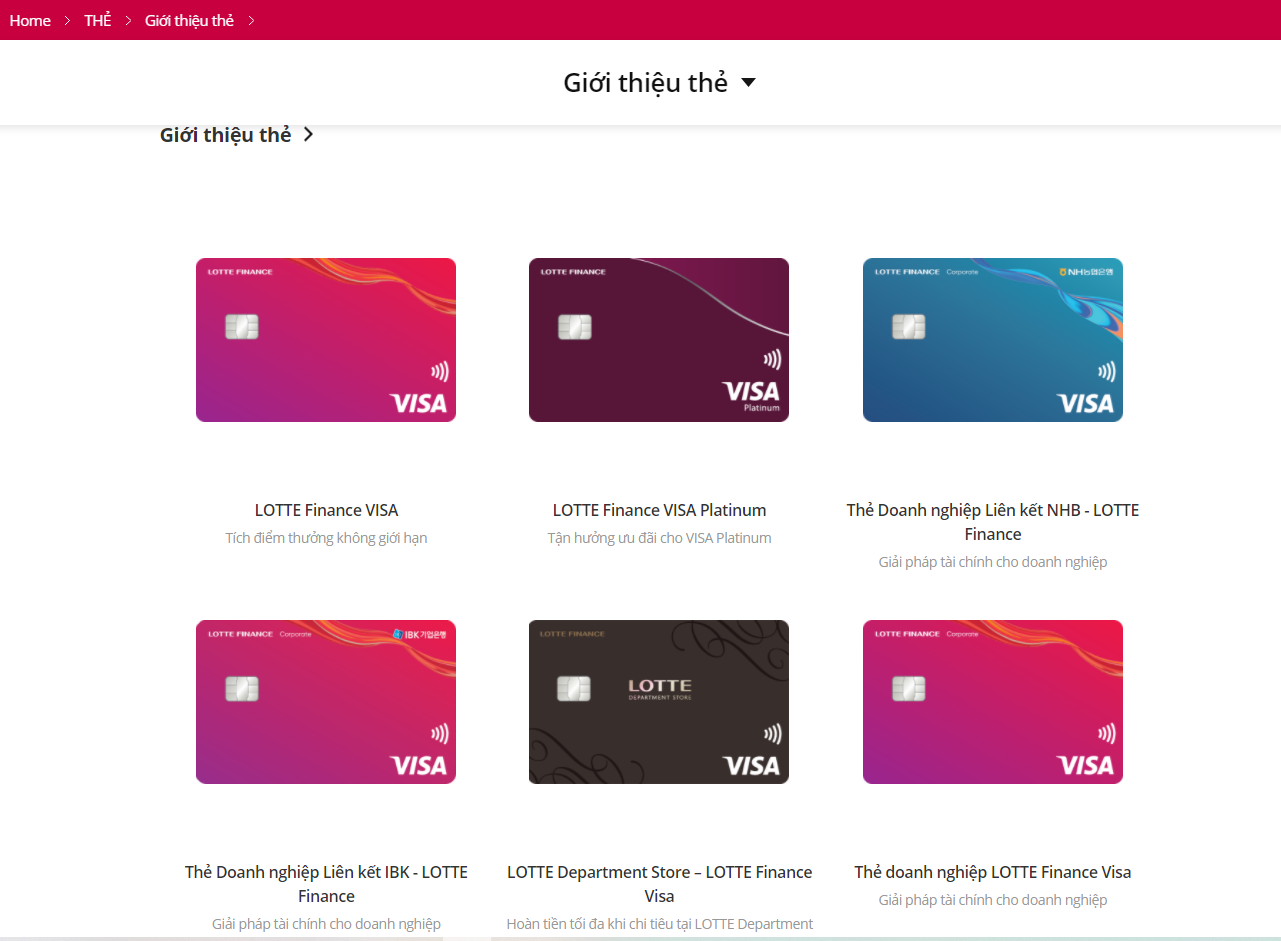 Home > THẺ > Giới thiệu thẻ >
Giới thiệu thẻ
Giới thiệu thẻ >
LOTTE FINANCE
VISA
LOTTE FINANCE
VISA
Platinum
LOTTE FINANCE Corporate NH농협은행
VISA
LOTTE Finance VISA
Tích điểm thưởng không giới hạn
LOTTE Finance VISA Platinum
Tận hưởng ưu đãi cho VISA Platinum
Thẻ Doanh nghiệp Liên kết NHB - LOTTE
Finance
Giải pháp tài chính cho doanh nghiệp
LOTTE FINANCE Corporate IBK기업은행
VISA
LOTTE FINANCE
LOTTE
DEPARTMENT STORE
VISA
LOTTE FINANCE Corporate
VISA
Thẻ Doanh nghiệp Liên kết IBK - LOTTE
Finance
Giải pháp tài chính cho doanh nghiệp
LOTTE Department Store – LOTTE Finance
Visa
Hoàn tiền tối đa khi chi tiêu tại LOTTE Department
Thẻ doanh nghiệp LOTTE Finance Visa
Giải pháp tài chính cho doanh nghiệp